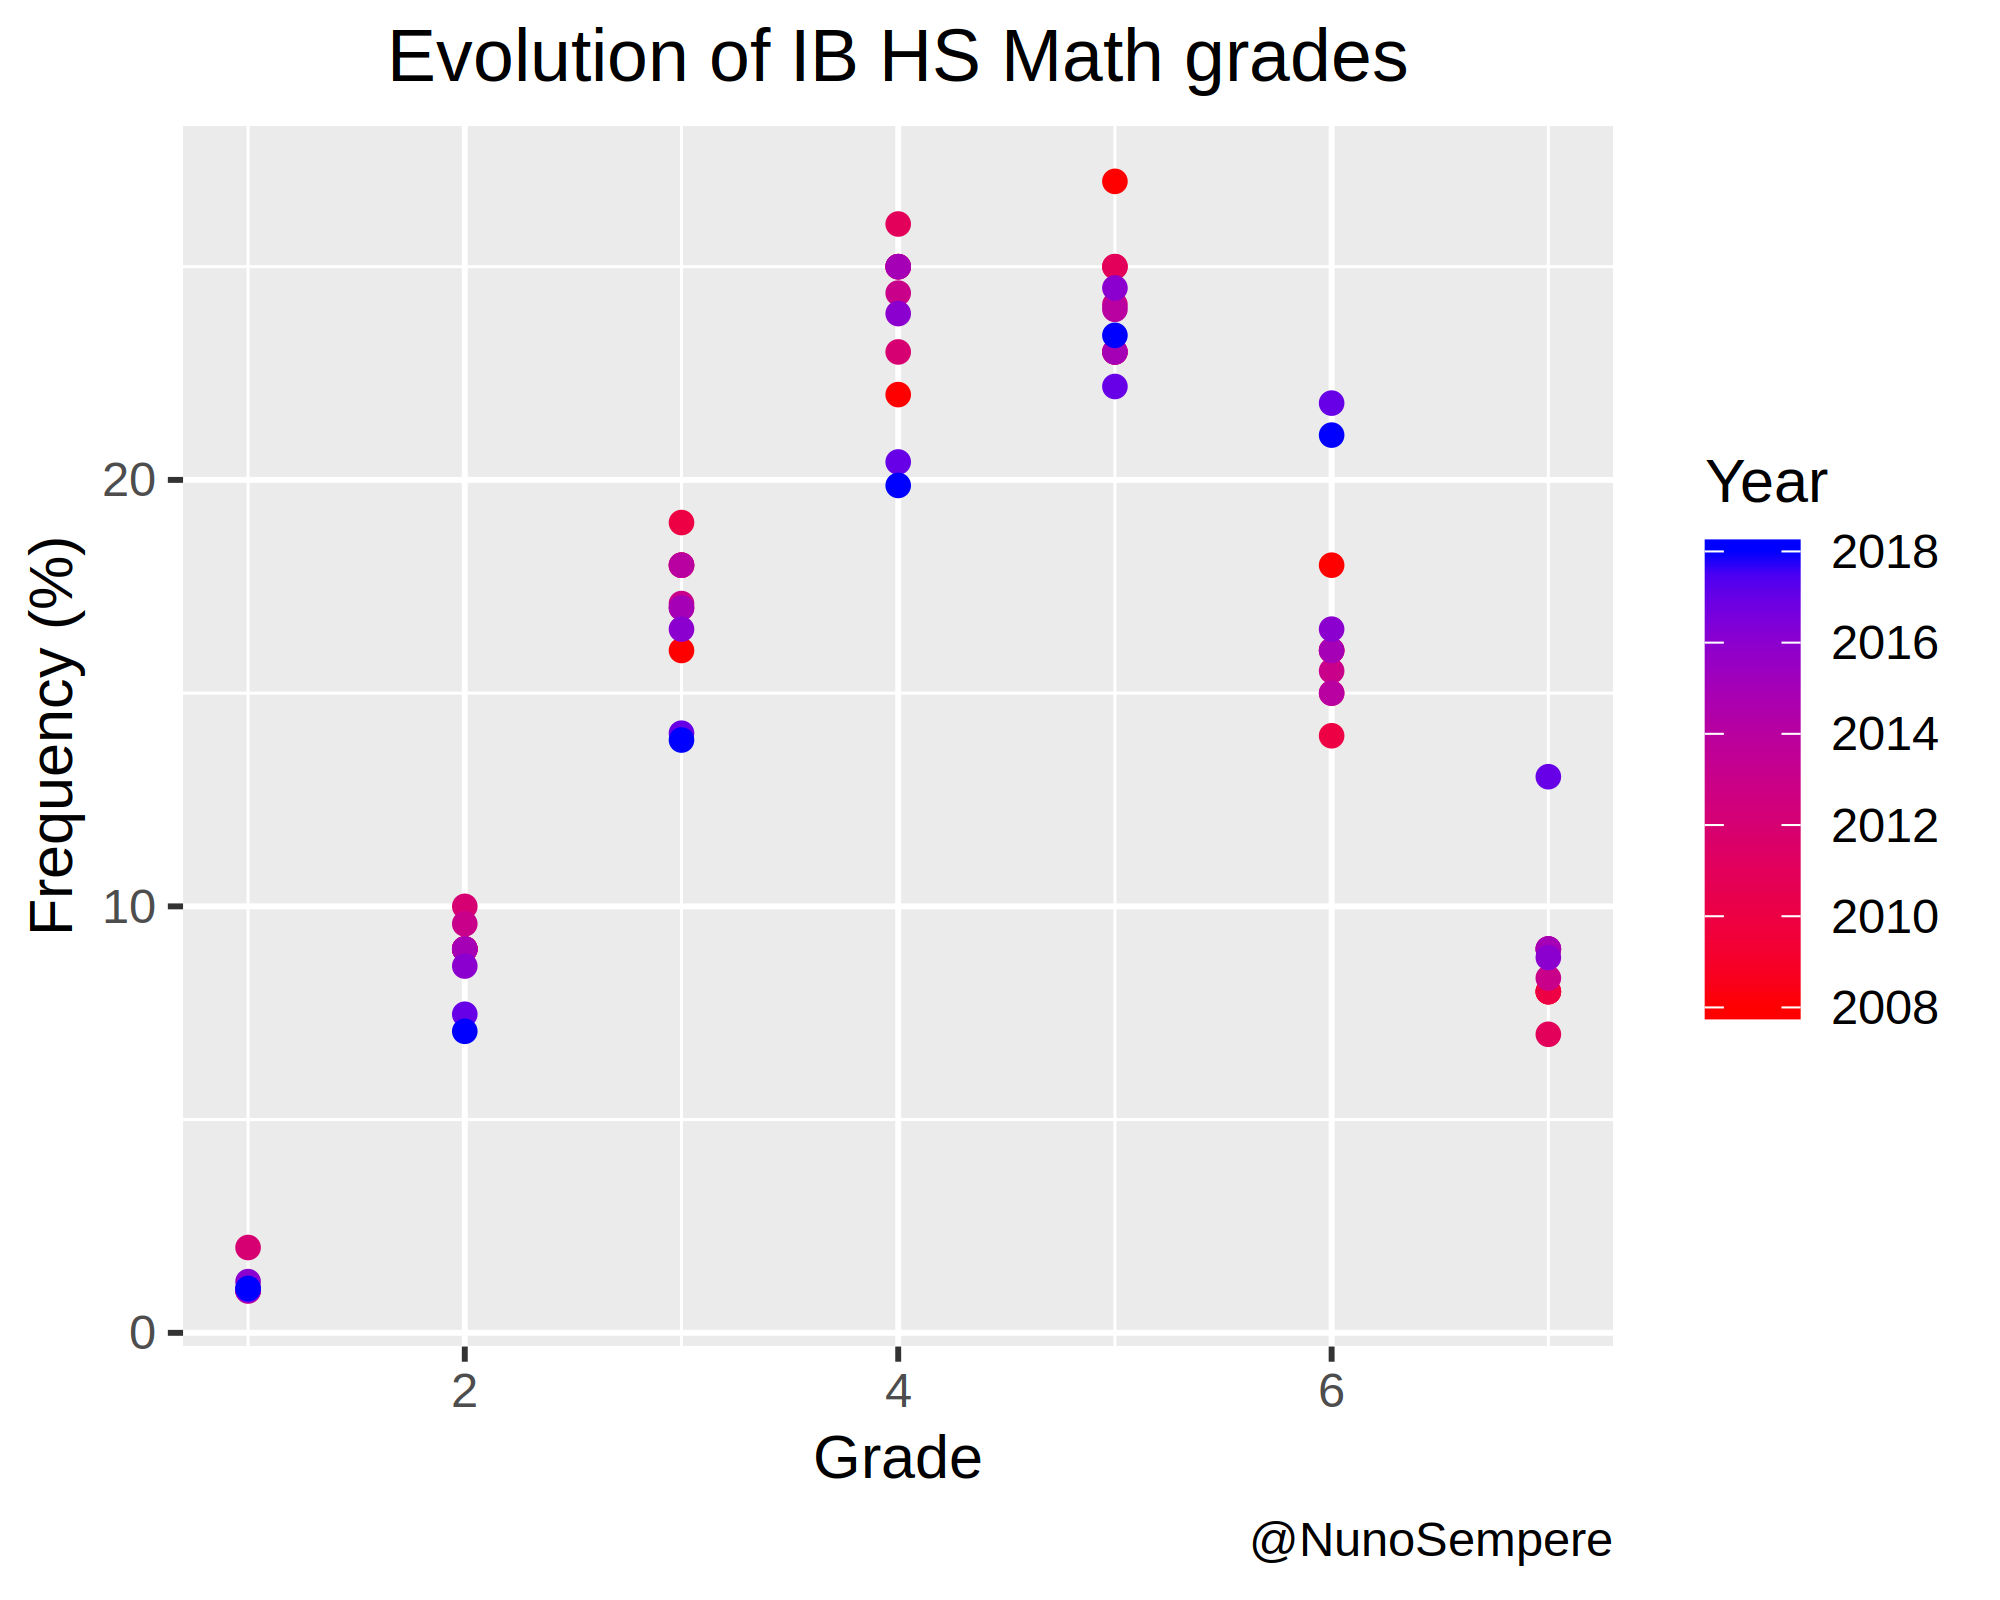 Evolution of IB HS Math grades
Frequency (%)
20
10
0
2 4 6
Grade
Year
2018
2016
2014
2012
2010
2008
@NunoSempere